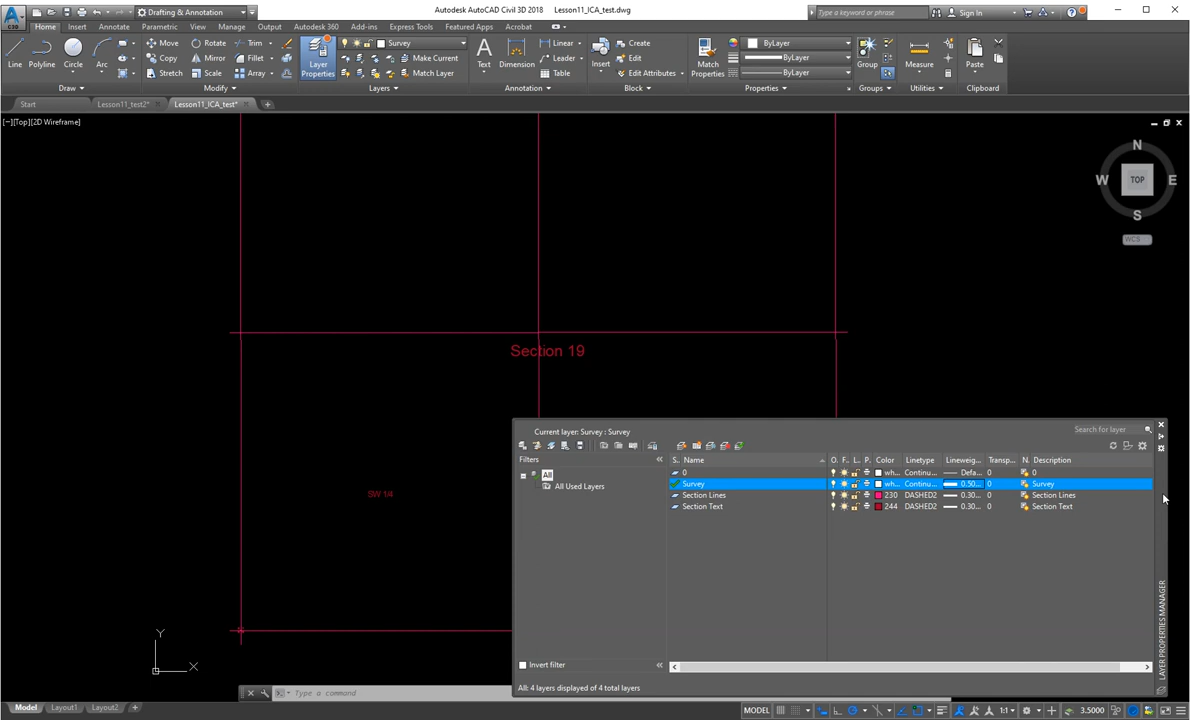 Drafting & Annotation
Autodesk AutoCAD Civil 3D 2018 Lesson11_ICA_test.dwg
Type a keyword or phrase
Sign In
Home Insert Annotate Parametric View Manage Output Autodesk 360 Add-ins Express Tools Featured Apps Acrobat
Line
Polyline
Circle
Arc
Move Rotate Trim
Copy Mirror Fillet
Stretch Scale Array
Layer
Properties
Survey
Make Current
Match Layer
Text
Dimension
Linear
Leader
Table
Insert
Create
Edit
Edit Attributes
Match
Properties
ByLayer
ByLayer
ByLayer
Group
Measure
Paste
Draw Modify Layers Annotation Block Properties Groups Utilities Clipboard
Start Lesson11_test2* Lesson11_ICA_test*
[−][Top][2D Wireframe]
N
W TOP E
S
WCS
Section 19
SW 1/4
Y
X
Current layer: Survey : Survey
Search for layer
Filters
All
All Used Layers
S.. Name O. F.. L.. P. Color Linetype Lineweig... Transp... N. Description
0 wh... Continu... Defa... 0 0
Survey wh... Continu... 0.50... 0 Survey
Section Lines 230 DASHED2 0.30... 0 Section Lines
Section Text 244 DASHED2 0.30... 0 Section Text
LAYER PROPERTIES MANAGER
Invert filter
All: 4 layers displayed of 4 total layers
Type a command
Model Layout1 Layout2
MODEL 1:1 3.5000